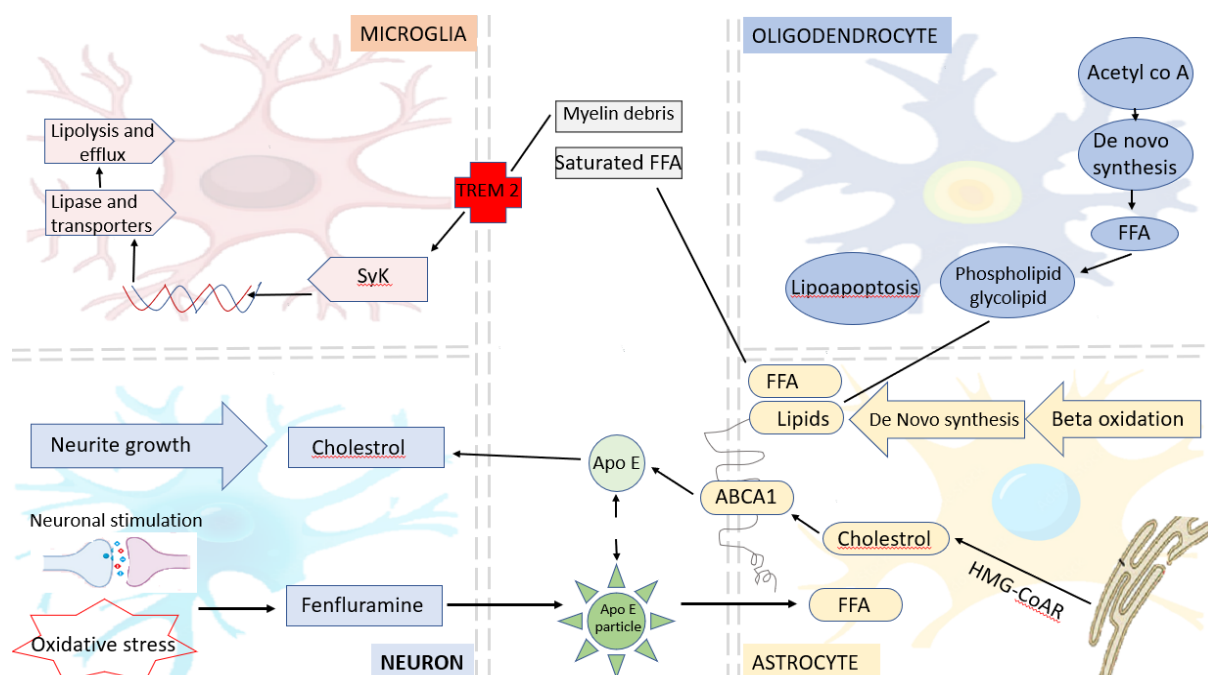 MICROGLIA
Lipolysis and
efflux
Lipase and
transporters
SyK
TREM 2
Myelin debris
Saturated FFA
OLIGODENDROCYTE
Acetyl co A
De novo
synthesis
FFA
Phospholipid
glycolipid
Lipoapoptosis
Neurite growth
Cholestrol
Neuronal stimulation
Oxidative stress
Fenfluramine
NEURON
Apo E
Apo E
particle
FFA
Lipids
De Novo synthesis
Beta oxidation
ABCA1
Cholestrol
HMG-CoAR
FFA
ASTROCYTE